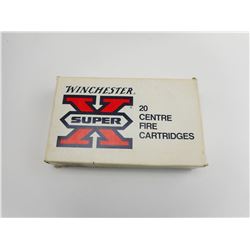 WINCHESTER
SUPER X
20
CENTRE
FIRE
CARTRIDGES